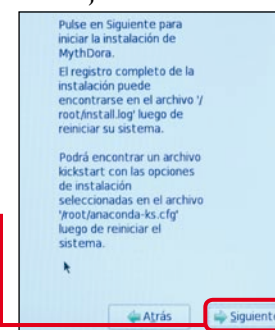 Pulse en Siguiente para
iniciar la instalación de
MythDora.
El registro completo de la
instalación puede
encontrarse en el archivo '/
root/install.log' luego de
reiniciar su sistema.
Podrá encontrar un archivo
kickstart con las opciones
de instalación
seleccionadas en el archivo
'/root/anaconda-ks.cfg'
luego de reiniciar el
sistema.
Atrás
Siguiente